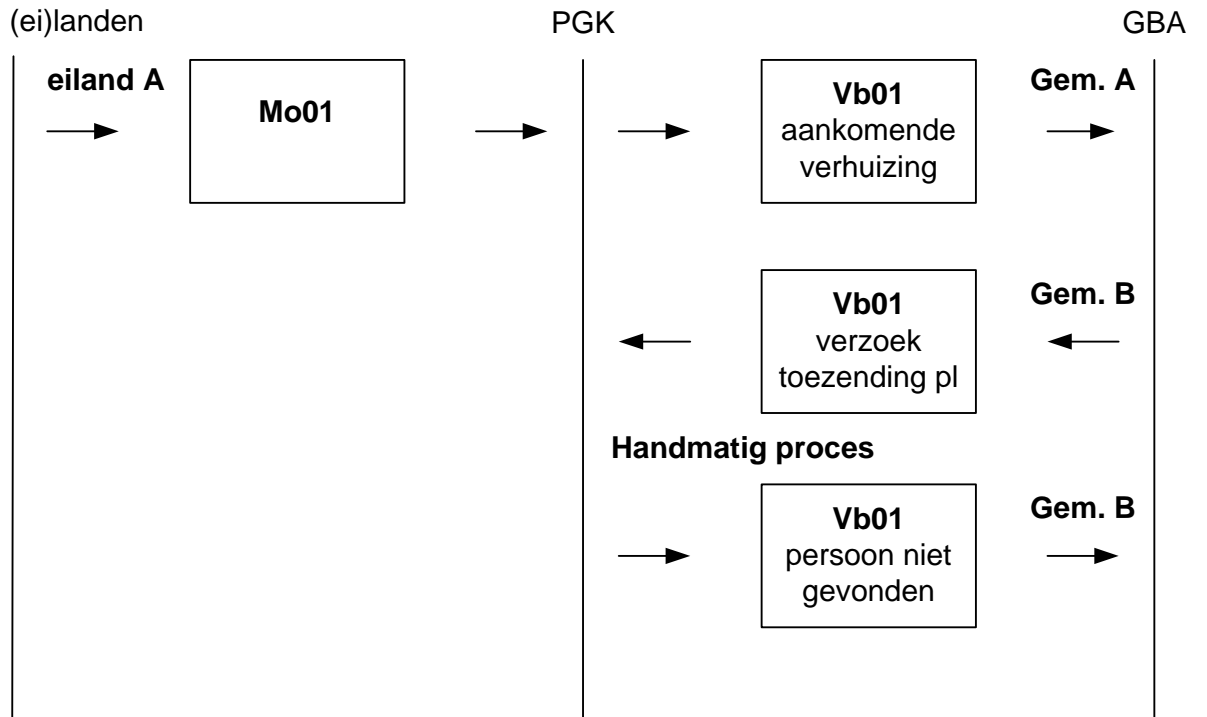 (ei)landen
PGK
GBA
eiland A
Mo01
Vb01
aankomende
verhuizing
Gem. A
Vb01
verzoek
toezending pl
Gem. B
Handmatig proces
Vb01
persoon niet
gevonden
Gem. B